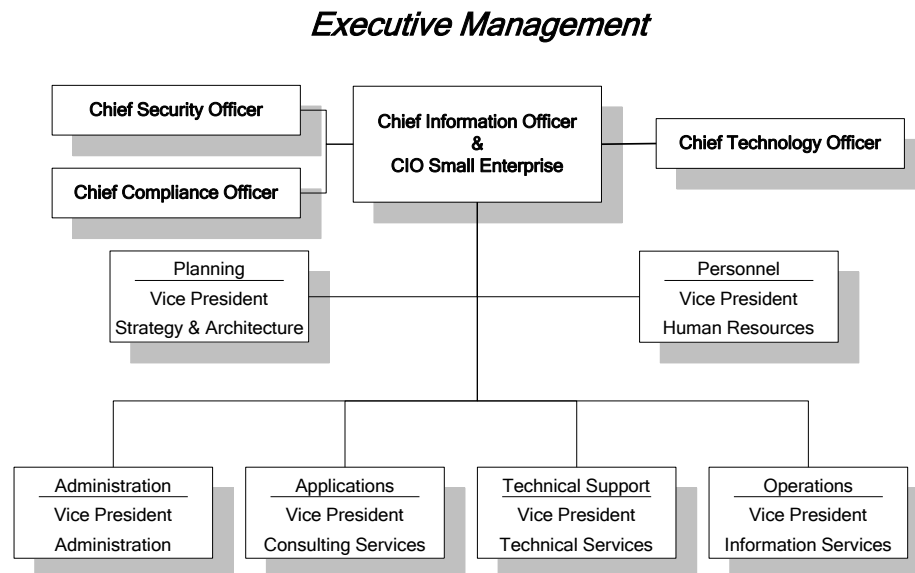 Executive Management
Chief Security Officer
Chief Information Officer
&
CIO Small Enterprise
Chief Technology Officer
Chief Compliance Officer
Planning
Vice President
Strategy & Architecture
Personnel
Vice President
Human Resources
Administration
Vice President
Administration
Applications
Vice President
Consulting Services
Technical Support
Vice President
Technical Services
Operations
Vice President
Information Services